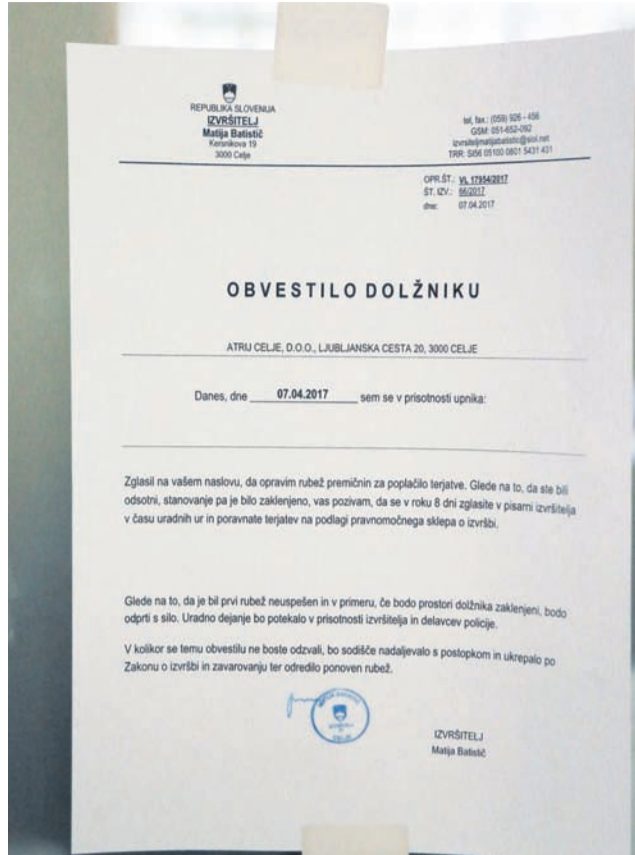 REPUBLIKA SLOVENIJA
IZVRŠITELJ
Matija Batistič
Kersnikova 19
3000 Celje
tel, fax.: (059) 926 - 456
GSM: 051-652-092
izvrsiteljmatijabatistic@siol.net
TRR: SI56 05100 0801 5431 431
OPR.ŠT.: VL 17954/2017
ŠT. IZV.: 66/2017
dne: 07.04.2017
OBVESTILO DOLŽNIKU
ATRIJ CELJE, D.O.O., LJUBLJANSKA CESTA 20, 3000 CELJE
Danes, dne 07.04.2017 sem se v prisotnosti upnika:
Zglasil na vašem naslovu, da opravim rubež premičnin za poplačilo terjatve. Glede na to, da ste bili
odsotni, stanovanje pa je bilo zaklenjeno, vas pozivam, da se v roku 8 dni zglasite v pisarni izvršitelja
v času uradnih ur in poravnate terjatev na podlagi pravnomočnega sklepa o izvršbi.
Glede na to, da je bil prvi rubež neuspešen in v primeru, če bodo prostori dolžnika zaklenjeni, bodo
odprti s silo. Uradno dejanje bo potekalo v prisotnosti izvršitelja in delavcev policije.
V kolikor se temu obvestilu ne boste odzvali, bo sodišče nadaljevalo s postopkom in ukrepalo po
Zakonu o izvršbi in zavarovanju ter odredilo ponoven rubež.
MATIJA BATISTIČ
CELJE
IZVRŠITELJ
Matija Batistič